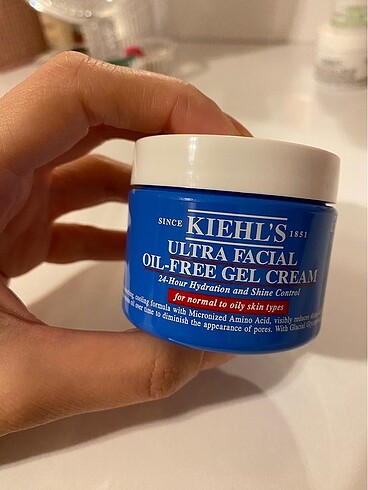 SINCE KIEHL'S 1851
ULTRA FACIAL
OIL-FREE GEL CREAM
24-Hour Hydration and Shine Control
for normal to oily skin types
cooling formula with Micronized Amino Acid, visibly reduces
of over time to diminish the appearance of pores. With Glacial